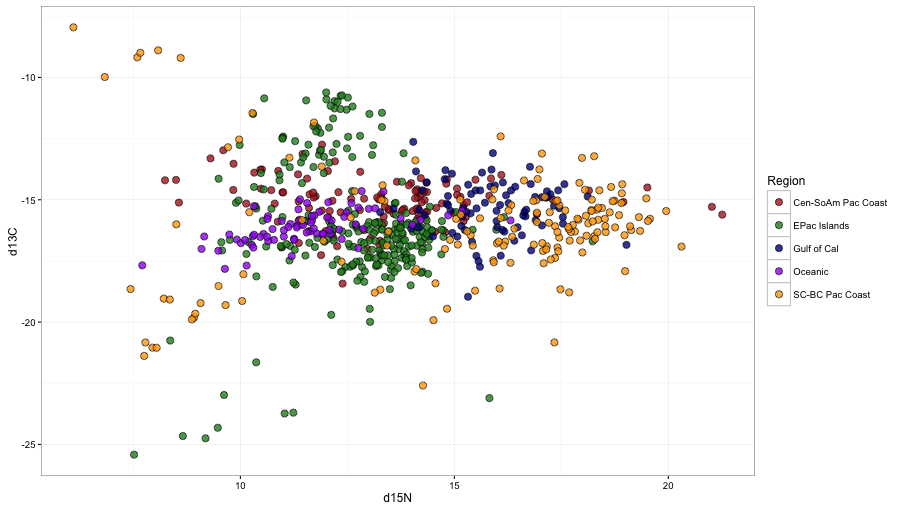 d13C
-10
-15
-20
-25
10
15
20
d15N
Region
Cen-SoAm Pac Coast
EPac Islands
Gulf of Cal
Oceanic
SC-BC Pac Coast